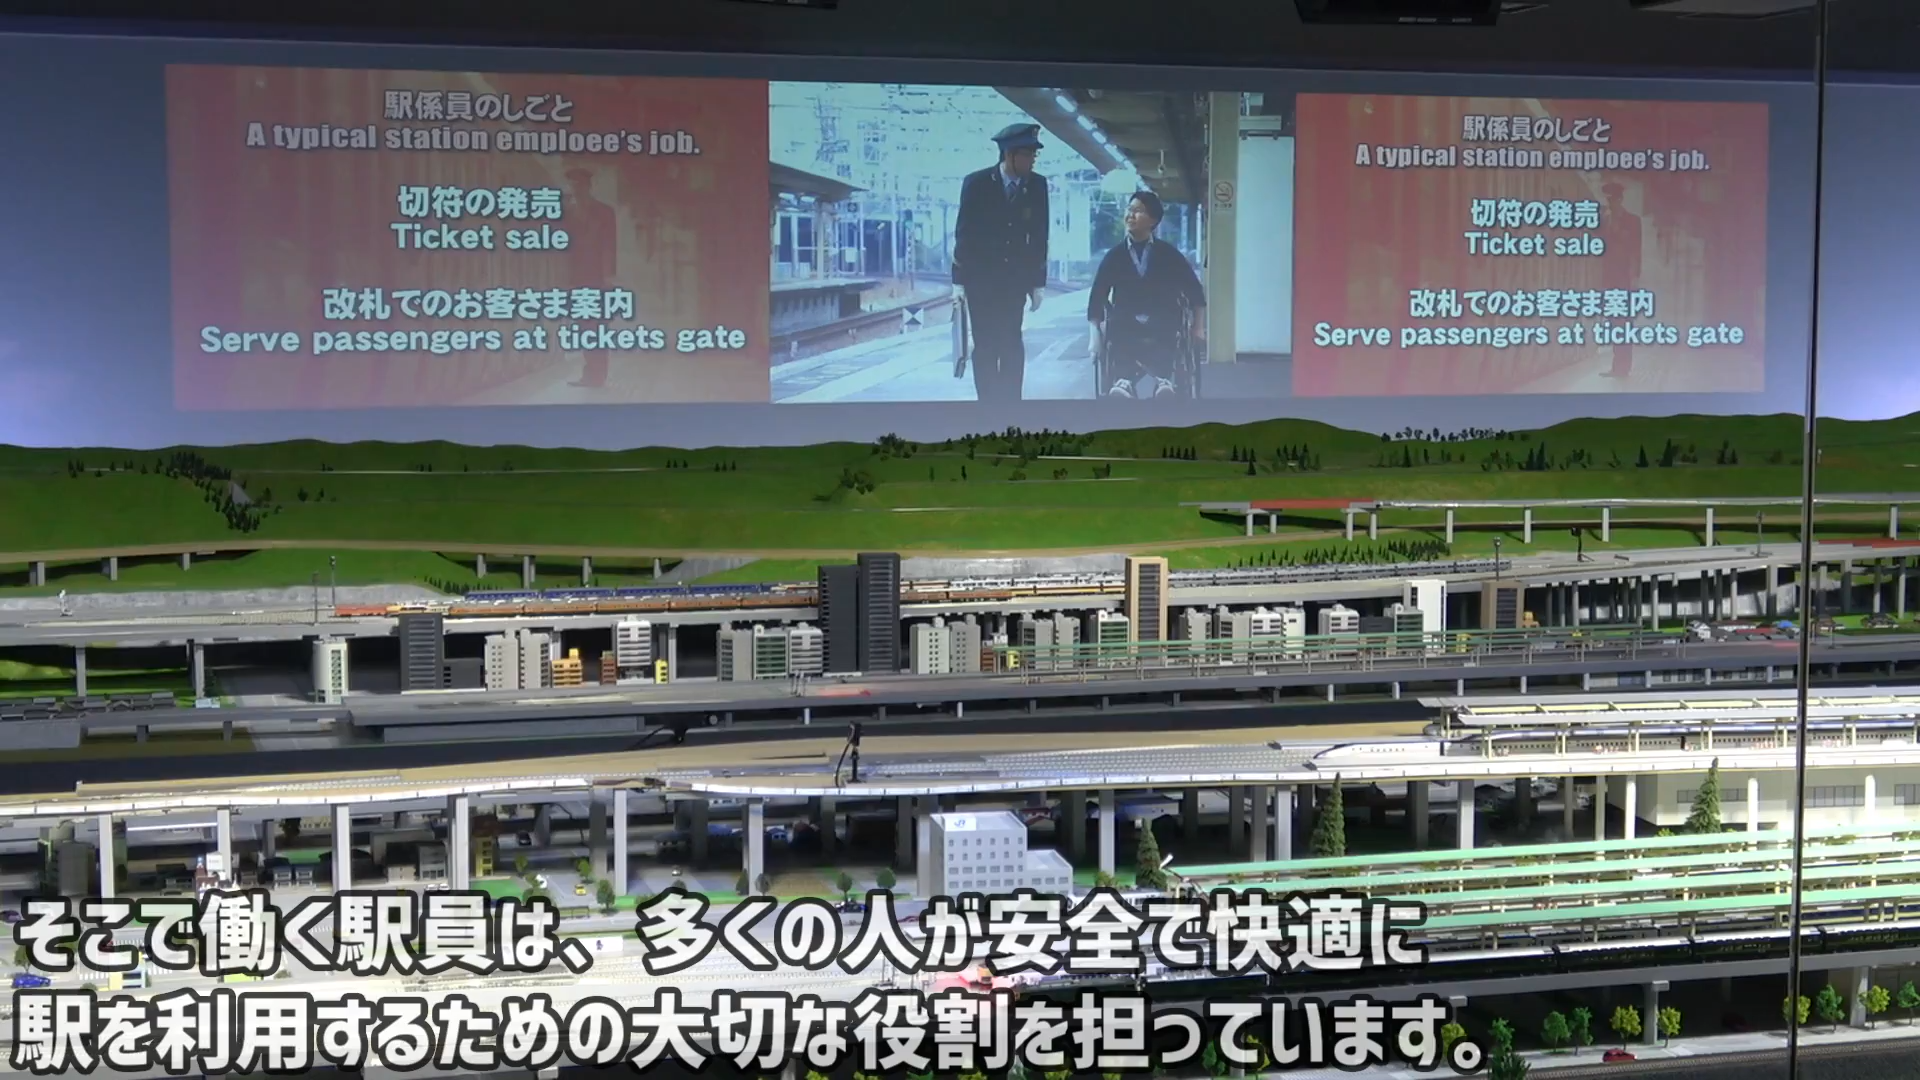 駅係員のしごと
A typical station emploee's job.
切符の発売
Ticket sale
改札でのお客さま案内
Serve passengers at tickets gate
駅係員のしごと
A typical station emploee's job.
切符の発売
Ticket sale
改札でのお客さま案内
Serve passengers at tickets gate
そこで働く駅員は、多くの人が安全で快適に
駅を利用するための大切な役割を担っています。